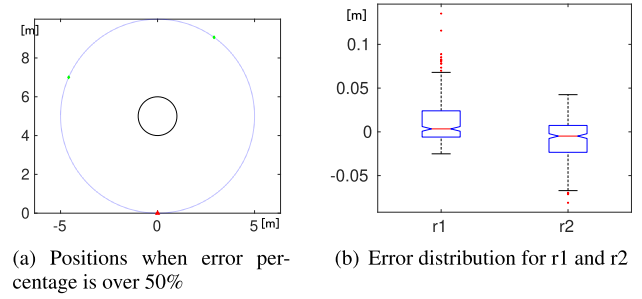 [m]
8
6
4
2
0
-5
0
5 [m]
(a) Positions when error per-
centage is over 50%
[m]
0.1
0.05
0
-0.05
r1
r2
(b) Error distribution for r1 and r2